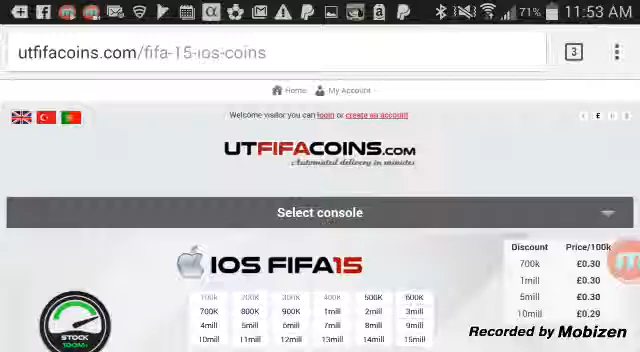 71% 11:53 AM
utfifacoins.com/fifa-15-ios-coins
3
Home My Account
Welcome visitor you can login or create an account
£
UTFIFACOINS.COM
Automated delivery in minutes
Select console
IOS FIFA15
Discount Price/100k
700k £0.30
1mill £0.30
5mill £0.30
10mill £0.29
100k 200K 300K 400K 500K 600K
700K 800K 900K 1mill 2mill 3mill
4mill 5mill 6mill 7mill 8mill 9mill
10mill 11mill 12mill 13mill 14mill 15mill
STOCK
100M+
Recorded by Mobizen